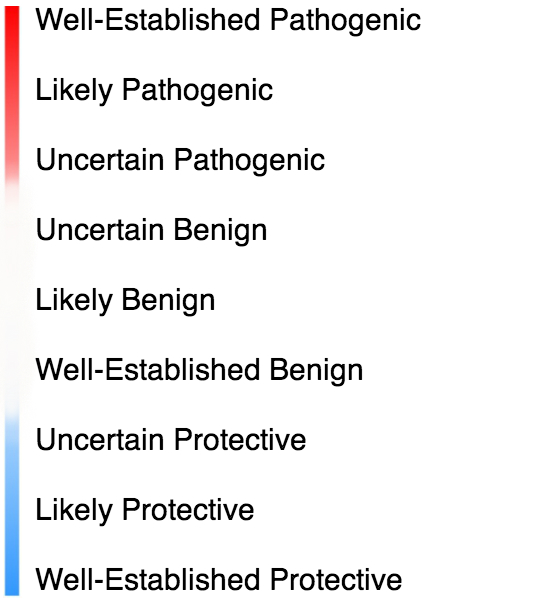 Well-Established Pathogenic
Likely Pathogenic
Uncertain Pathogenic
Uncertain Benign
Likely Benign
Well-Established Benign
Uncertain Protective
Likely Protective
Well-Established Protective